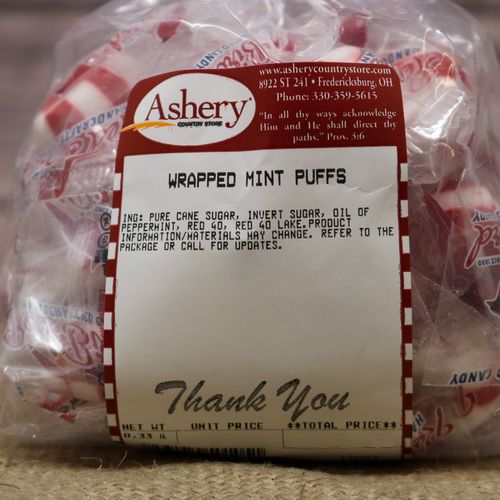 www.asherycountrystore.com
8922 ST 241 • Fredericksburg, OH
Phone: 330-359-5615
"In all thy ways acknowledge
Him and He shall direct thy
paths." Prov. 3:6
Ashery
COUNTRY STORE
WRAPPED MINT PUFFS
ING: PURE CANE SUGAR, INVERT SUGAR, OIL OF
PEPPERMINT, RED 40, RED 40 LAKE.PRODUCT
INFORMATION/MATERIALS MAY CHANGE. REFER TO THE
PACKAGE OR CALL FOR UPDATES.
Thank You
NET WT UNIT PRICE **TOTAL PRICE**
0.33
CANDY